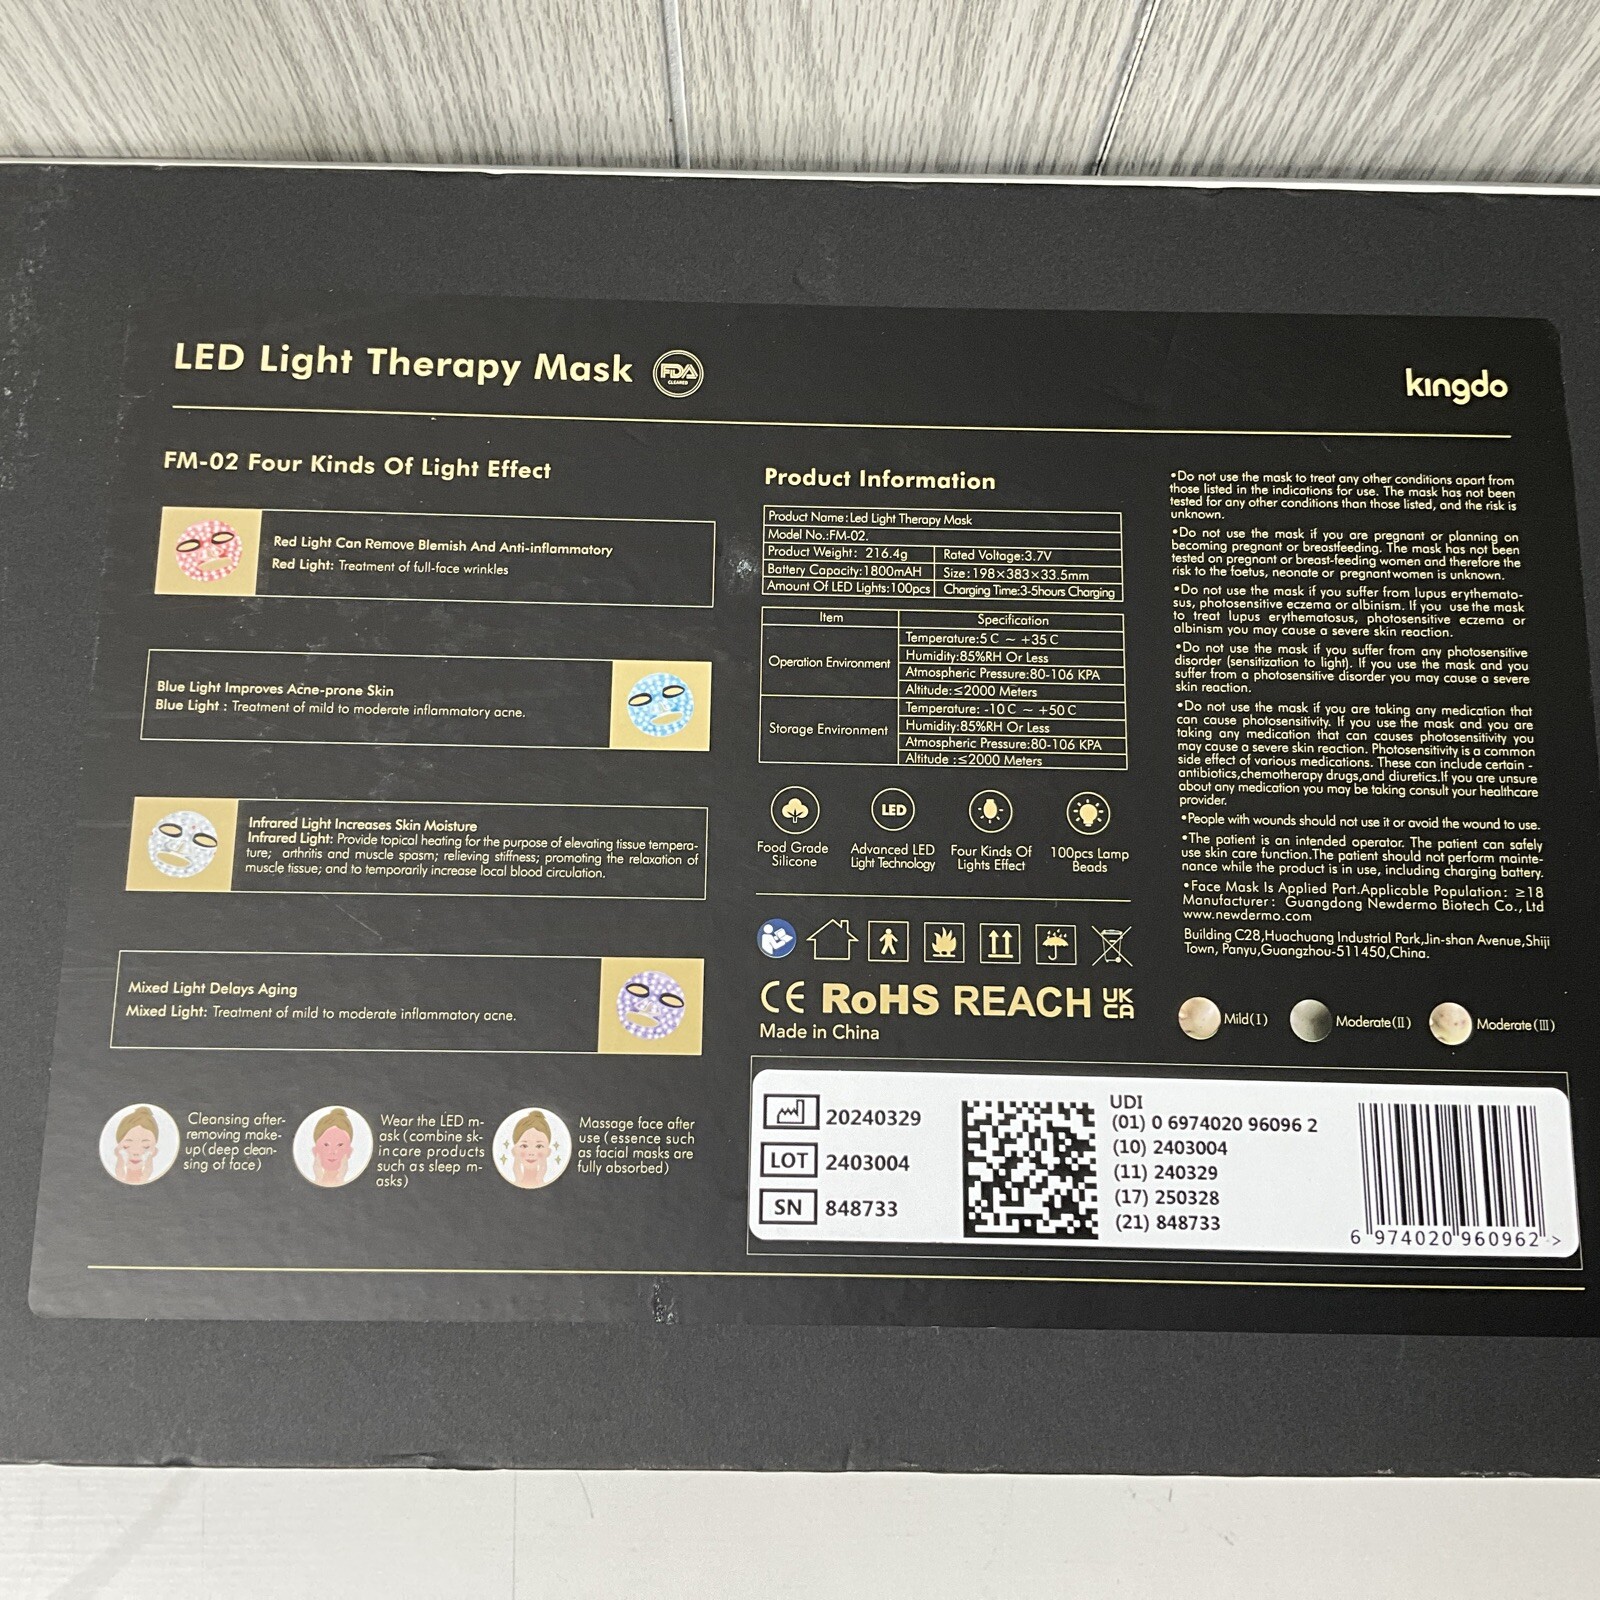 LED Light Therapy Mask
FDA
CLEARED
kingdo
FM-02 Four Kinds Of Light Effect
Red Light Can Remove Blemish And Anti-inflammatory
Red Light: Treatment of full-face wrinkles
Blue Light Improves Acne-prone Skin
Blue Light : Treatment of mild to moderate inflammatory acne.
Infrared Light Increases Skin Moisture
Infrared Light: Provide topical heating for the purpose of elevating tissue tempera-
ture; arthritis and muscle spasm; relieving stiffness; promoting the relaxation of
muscle tissue; and to temporarily increase local blood circulation.
Mixed Light Delays Aging
Mixed Light: Treatment of mild to moderate inflammatory acne.
Cleansing after-
removing make-
up(deep clean-
sing of face)
Wear the LED m-
ask (combine sk-
in care products
such as sleep m-
asks)
Massage face after
use (essence such
as facial masks are
fully absorbed)
Product Information
Product Name: Led Light Therapy Mask
Model No.:FM-02.
Product Weight: 216.4g
Rated Voltage:3.7V
Battery Capacity:1800mAH
Size:198×383×33.5mm
Amount Of LED Lights:100pcs
Charging Time:3-5hours Charging
Item
Specification
Operation Environment
Temperature:5 C ~ +35 C
Humidity:85%RH Or Less
Atmospheric Pressure:80-106 KPA
Altitude:≤2000 Meters
Storage Environment
Temperature: -10 C ~ +50 C
Humidity:85%RH Or Less
Atmospheric Pressure:80-106 KPA
Altitude :≤2000 Meters
LED
Food Grade
Silicone
Advanced LED
Light Technology
Four Kinds Of
Lights Effect
100pcs Lamp
Beads
CE RoHS REACH UK
CA
Made in China
•Do not use the mask to treat any other conditions apart from
those listed in the indications for use. The mask has not been
tested for any other conditions than those listed, and the risk is
unknown.
•Do not use the mask if you are pregnant or planning on
becoming pregnant or breastfeeding. The mask has not been
tested on pregnant or breast-feeding women and therefore the
risk to the foetus, neonate or pregnantwomen is unknown.
•Do not use the mask if you suffer from lupus erythemato-
sus, photosensitive eczema or albinism. If you use the mask
to treat lupus erythematosus, photosensitive eczema or
albinism you may cause a severe skin reaction.
•Do not use the mask if you suffer from any photosensitive
disorder (sensitization to light). If you use the mask and you
suffer from a photosensitive disorder you may cause a severe
skin reaction.
•Do not use the mask if you are taking any medication that
can cause photosensitivity. If you use the mask and you are
taking any medication that can causes photosensitivity you
may cause a severe skin reaction. Photosensitivity is a common
side effect of various medications. These can include certain -
antibiotics,chemotherapy drugs,and diuretics.If you are unsure
about any medication you may be taking consult your healthcare
provider.
•People with wounds should not use it or avoid the wound to use.
•The patient is an intended operator. The patient can safely
use skin care function.The patient should not perform mainte-
nance while the product is in use, including charging battery.
•Face Mask Is Applied Part.Applicable Population: ≥18
Manufacturer: Guangdong Newdermo Biotech Co., Ltd
www.newdermo.com
Building C28,Huachuang Industrial Park,Jin-shan Avenue,Shiji
Town, Panyu,Guangzhou-511450,China.
Mild(Ⅰ)
Moderate(Ⅱ)
Moderate(Ⅲ)
20240329
LOT 2403004
SN 848733
UDI
(01) 0 6974020 96096 2
(10) 2403004
(11) 240329
(17) 250328
(21) 848733
6 974020 960962 >